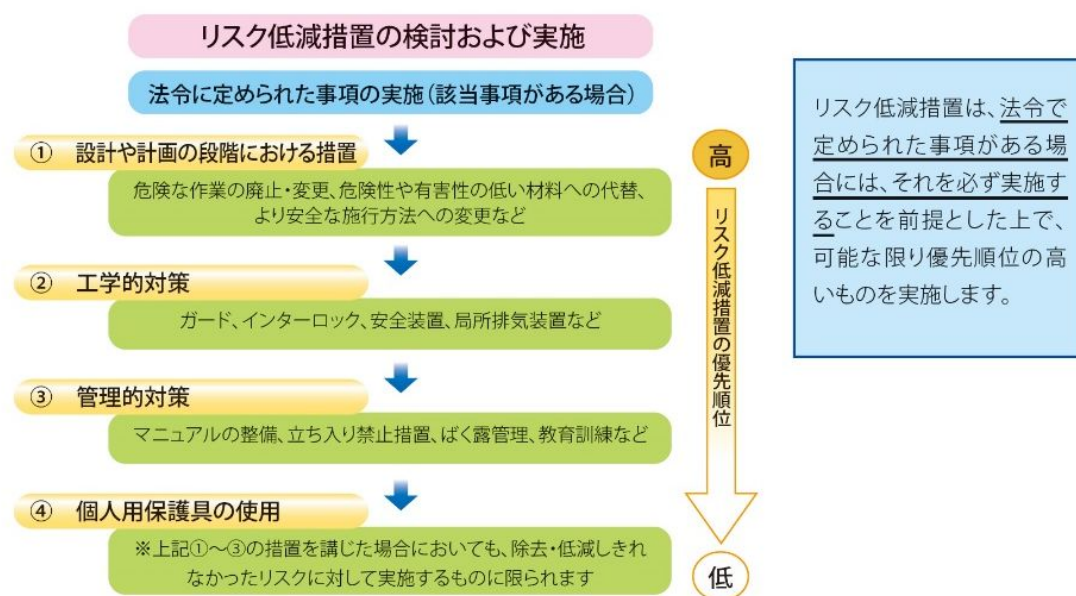 リスク低減措置の検討および実施
法令に定められた事項の実施(該当事項がある場合)
① 設計や計画の段階における措置
危険な作業の廃止・変更、危険性や有害性の低い材料への代替、
より安全な施行方法への変更など
② 工学的対策
ガード、インターロック、安全装置、局所排気装置など
③ 管理的対策
マニュアルの整備、立ち入り禁止措置、ばく露管理、教育訓練など
④ 個人用保護具の使用
※上記①～③の措置を講じた場合においても、除去・低減しきれ
なかったリスクに対して実施するものに限られます
高
リスク低減措置の優先順位
低
リスク低減措置は、法令で
定められた事項がある場
合には、それを必ず実施す
ることを前提とした上で、
可能な限り優先順位の高
いものを実施します。